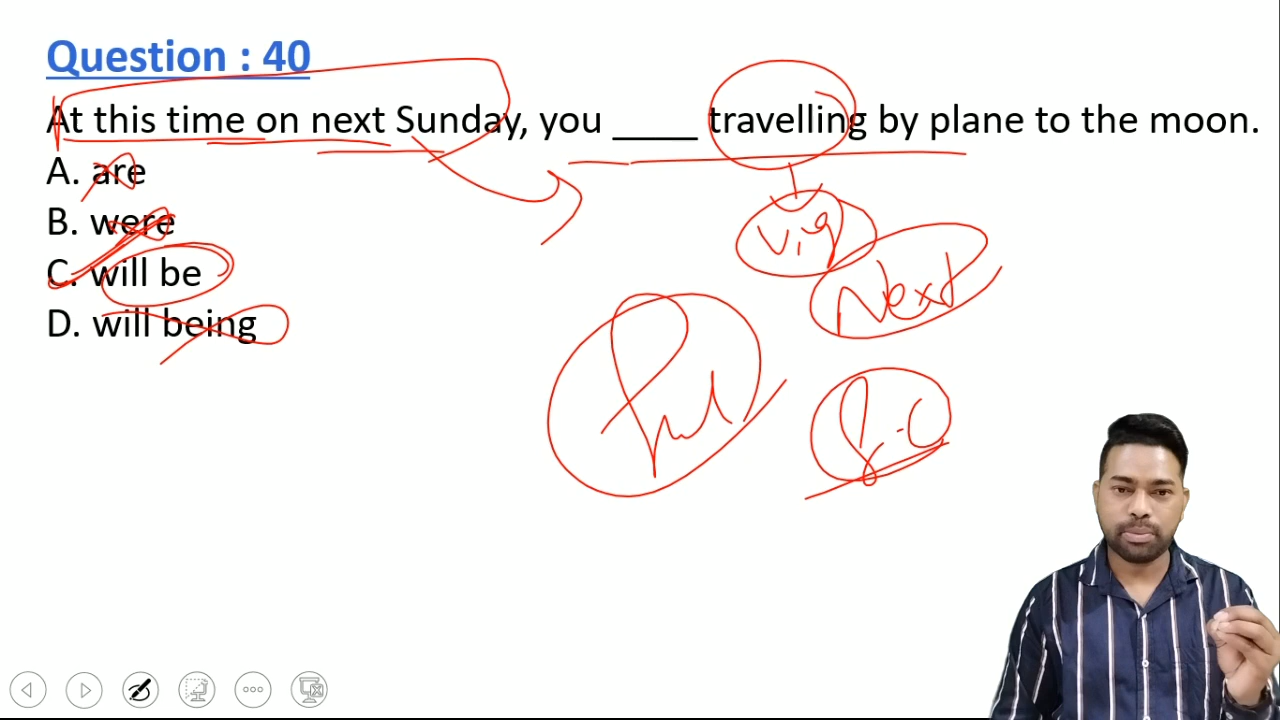 Question : 40
At this time on next Sunday, you ____ travelling by plane to the moon.
A. are
B. were
C. will be
D. will being
Next